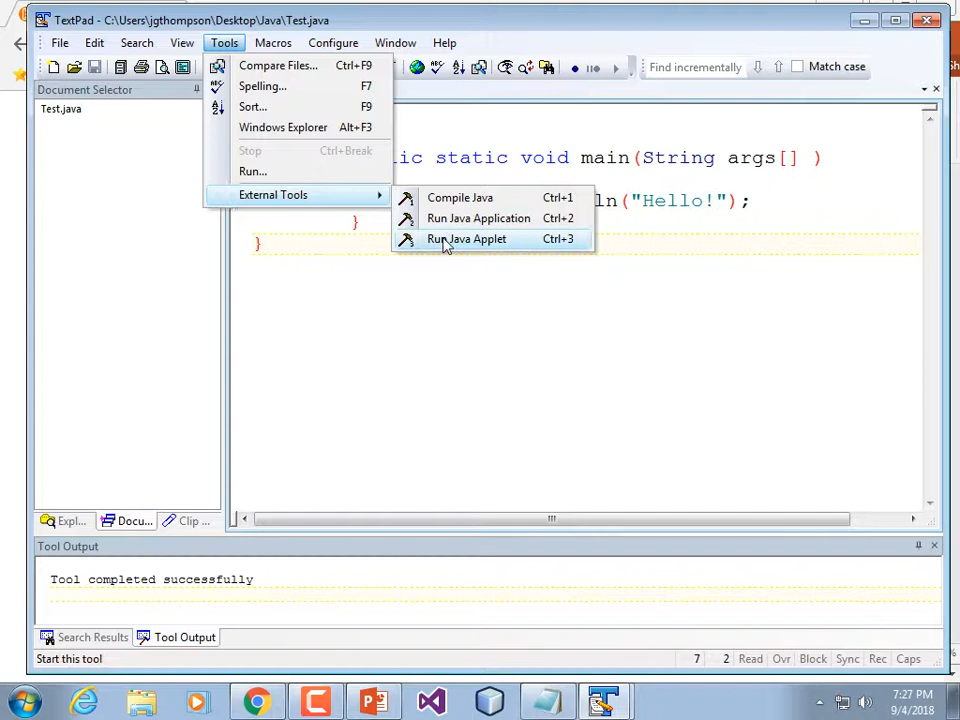 TextPad - C:\Users\jgthompson\Desktop\Java\Test.java
File Edit Search View Tools Macros Configure Window Help
Find incrementally Match case
Document Selector
Test.java
Compare Files... Ctrl+F9
Spelling... F7
Sort... F9
Windows Explorer Alt+F3
Stop Ctrl+Break
Run...
External Tools
Compile Java Ctrl+1
Run Java Application Ctrl+2
Run Java Applet Ctrl+3
lic static void main(String args[] )
ln("Hello!");
}
}
Expl... Docu... Clip ...
Tool Output
Tool completed successfully
Search Results Tool Output
Start this tool 7 2 Read Ovr Block Sync Rec Caps
7:27 PM
9/4/2018